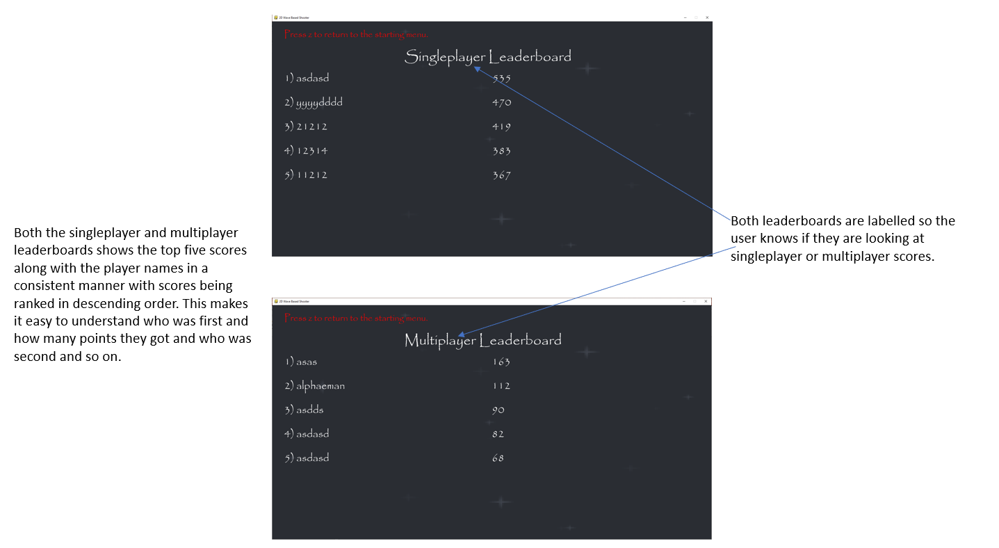 2D Wave Based Shooter
Press z to return to the starting menu.
Singleplayer Leaderboard
1) asdasd 535
2) yyyydddd 470
3) 21212 419
4) 12314 383
5) 11212 367
Both the singleplayer and multiplayer
leaderboards shows the top five scores
along with the player names in a
consistent manner with scores being
ranked in descending order. This makes
it easy to understand who was first and
how many points they got and who was
second and so on.
Both leaderboards are labelled so the
user knows if they are looking at
singleplayer or multiplayer scores.
2D Wave Based Shooter
Press z to return to the starting menu.
Multiplayer Leaderboard
1) asas 163
2) alphaeman 112
3) asdds 90
4) asdasd 82
5) asdasd 68